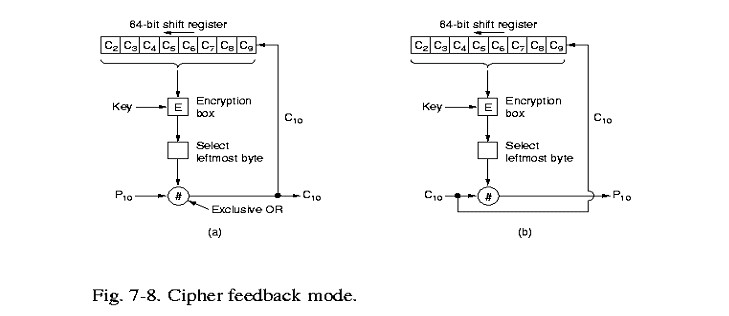 64-bit shift register
C2 C3 C4 C5 C6 C7 C8 C9
Key
E
Encryption
box
C10
Select
leftmost byte
P10
#
C10
Exclusive OR
(a)
64-bit shift register
C2 C3 C4 C5 C6 C7 C8 C9
Key
E
Encryption
box
C10
Select
leftmost byte
C10
#
P10
(b)
Fig. 7-8. Cipher feedback mode.